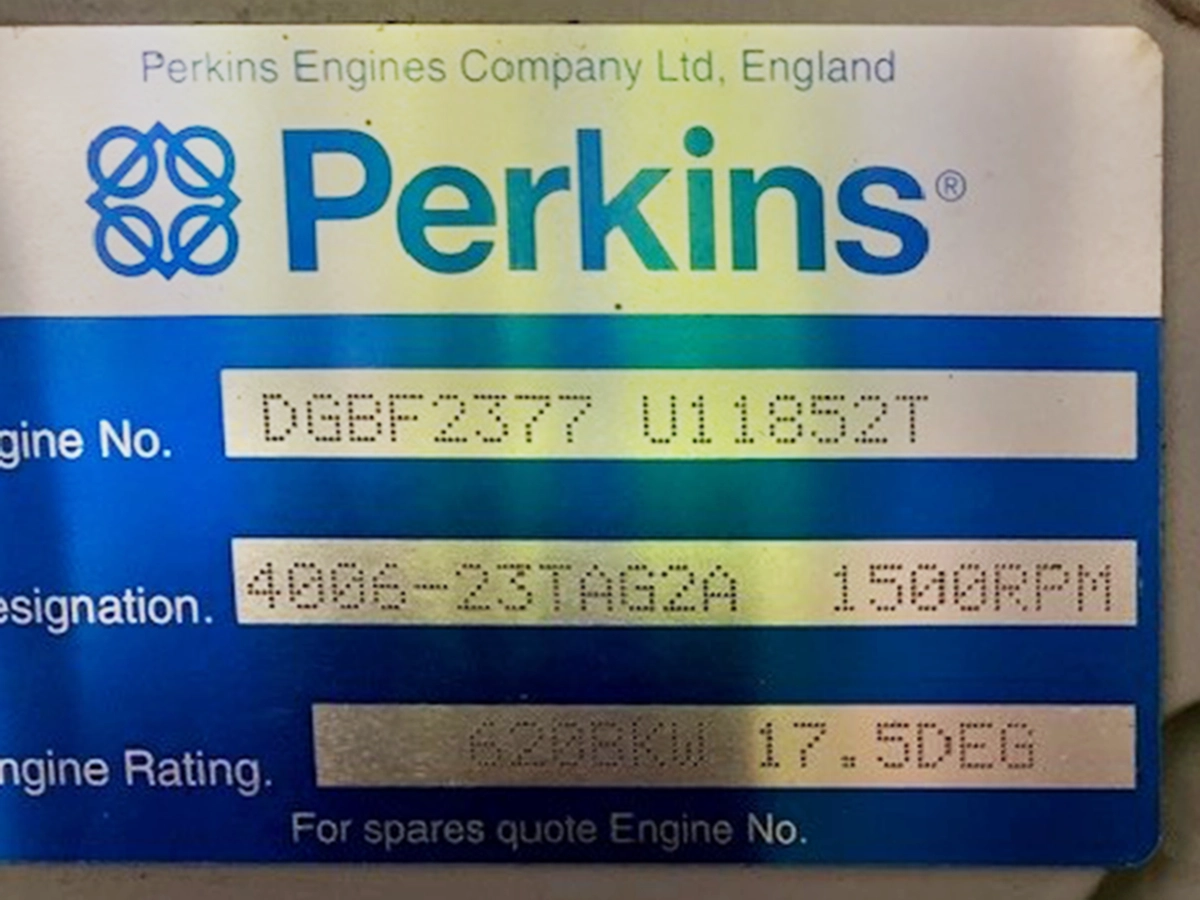 Perkins Engines Company Ltd, England
Perkins®
gine No. DGBF2377 U11852T
esignation. 4006-23TAG2A 1500RPM
ngine Rating. 620BKW 17.5DEG
For spares quote Engine No.